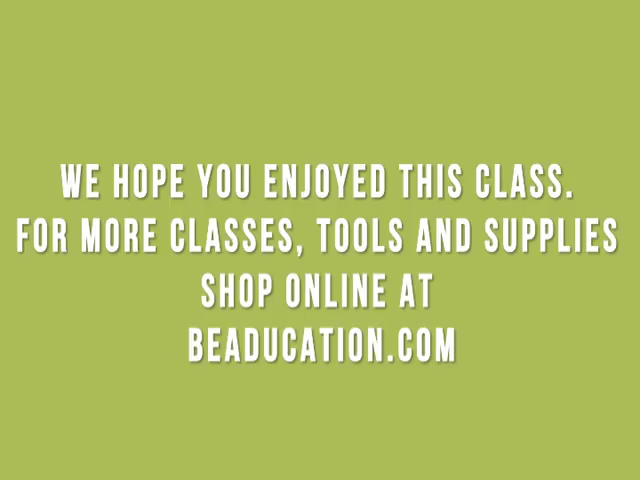 WE HOPE YOU ENJOYED THIS CLASS.
FOR MORE CLASSES, TOOLS AND SUPPLIES
SHOP ONLINE AT
BEADUCATION.COM